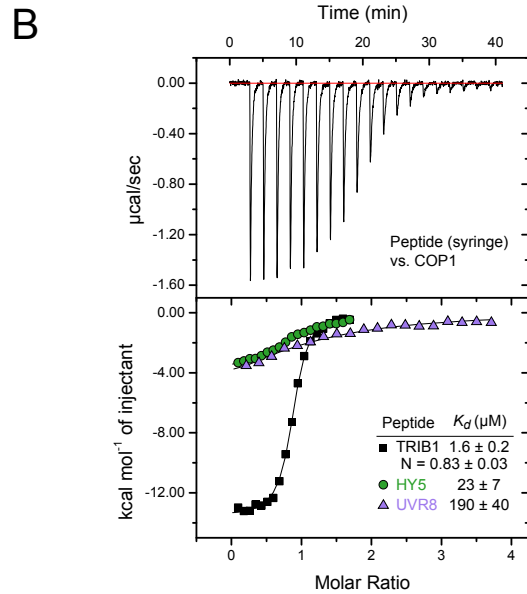 B
Time (min)
0 10 20 30 40
0.00
-0.40
-0.80
-1.20
-1.60
µcal/sec
Peptide (syringe)
vs. COP1
0.00
-4.00
-8.00
-12.00
kcal mol⁻¹ of injectant
Peptide K_d (µM)
TRIB1 1.6 ± 0.2
N = 0.83 ± 0.03
HY5 23 ± 7
UVR8 190 ± 40
0 1 2 3 4
Molar Ratio